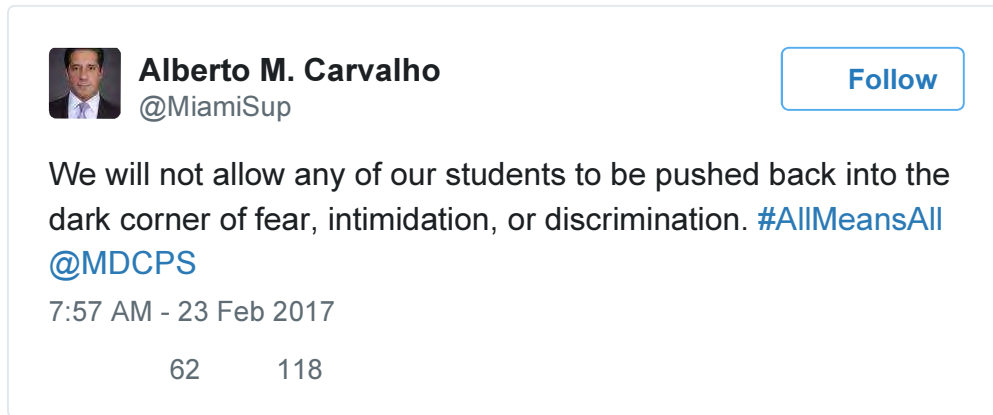 Alberto M. Carvalho
@MiamiSup
Follow
We will not allow any of our students to be pushed back into the
dark corner of fear, intimidation, or discrimination. #AllMeansAll
@MDCPS
7:57 AM - 23 Feb 2017
62 118